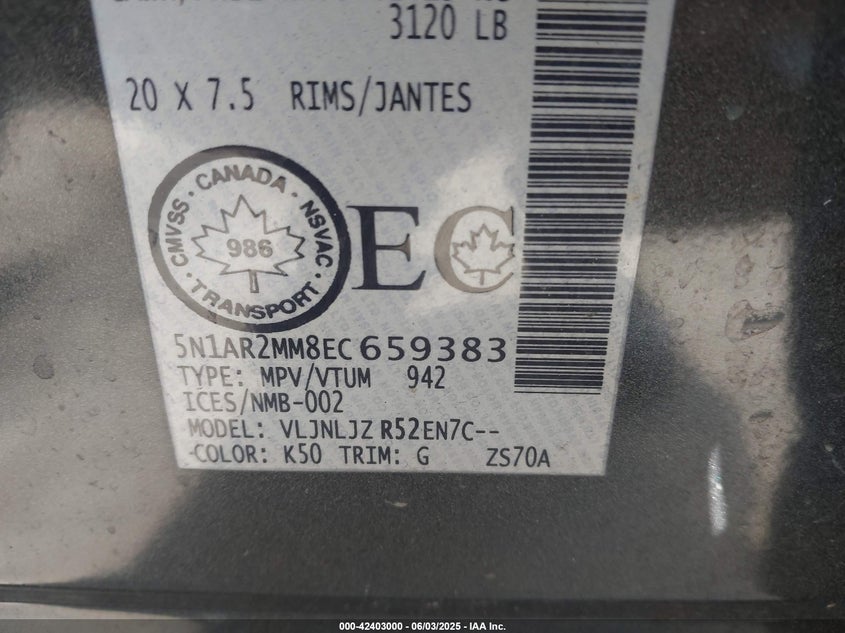 3120 LB
20 X 7.5 RIMS/JANTES
CMVSS · CANADA · NSVAC · TRANSPORT ·
986
EC
5N1AR2MM8EC659383
TYPE: MPV/VTUM 942
ICES/NMB-002
MODEL: VLJNLJZ R52EN7C--
COLOR: K50 TRIM: G ZS70A
000-42403000 - 06/03/2025 - IAA Inc.